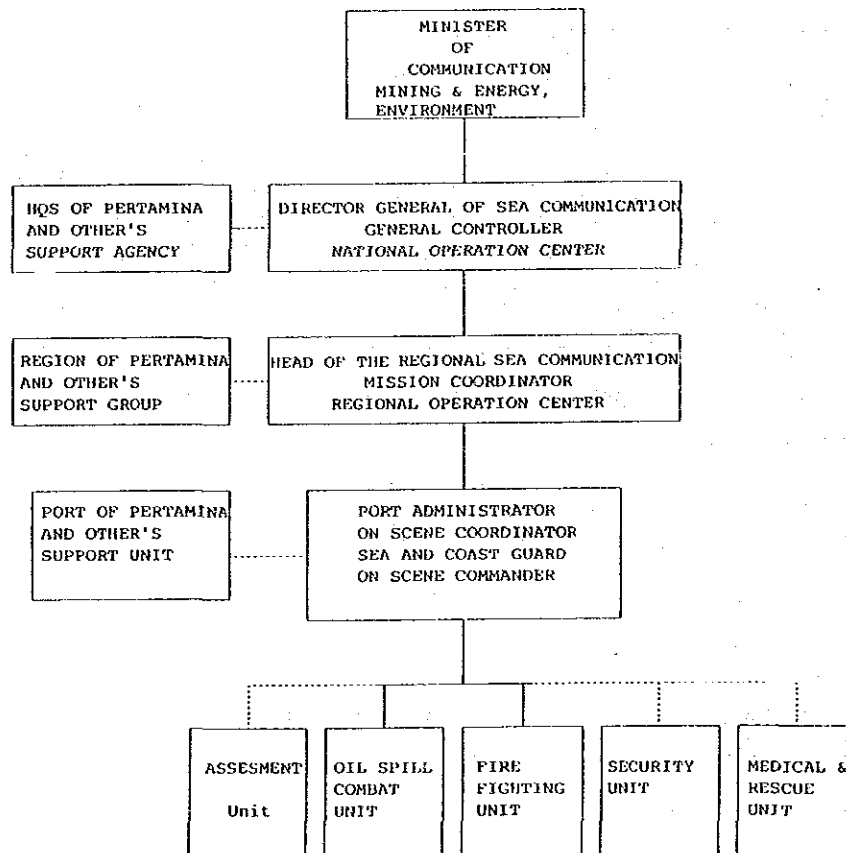 MINISTER
OF
COMMUNICATION
MINING & ENERGY,
ENVIRONMENT
HQS OF PERTAMINA
AND OTHER'S
SUPPORT AGENCY
DIRECTOR GENERAL OF SEA COMMUNICATION
GENERAL CONTROLLER
NATIONAL OPERATION CENTER
REGION OF PERTAMINA
AND OTHER'S
SUPPORT GROUP
HEAD OF THE REGIONAL SEA COMMUNICATION
MISSION COORDINATOR
REGIONAL OPERATION CENTER
PORT OF PERTAMINA
AND OTHER'S
SUPPORT UNIT
PORT ADMINISTRATOR
ON SCENE COORDINATOR
SEA AND COAST GUARD
ON SCENE COMMANDER
ASSESMENT
Unit
OIL SPILL
COMBAT
UNIT
FIRE
FIGHTING
UNIT
SECURITY
UNIT
MEDICAL &
RESCUE
UNIT